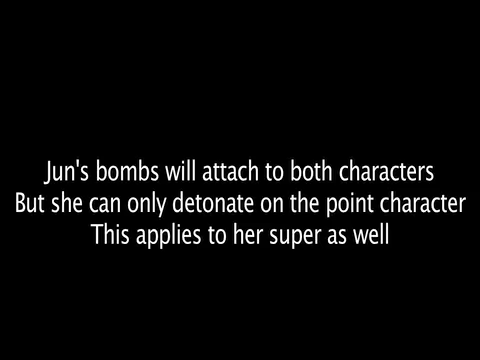 Jun's bombs will attach to both characters
But she can only detonate on the point character
This applies to her super as well